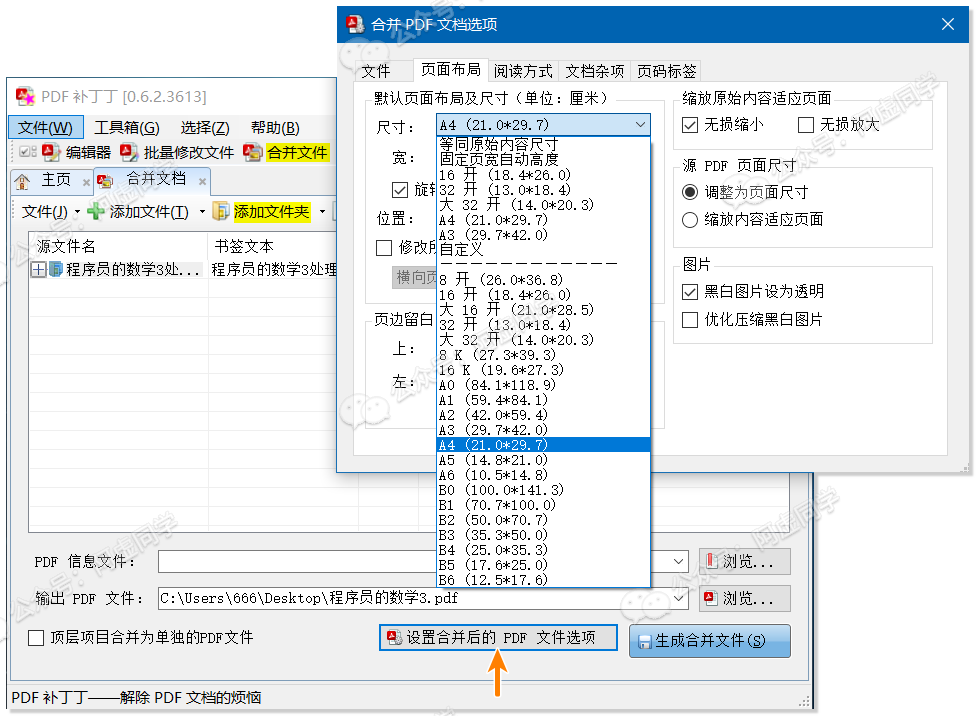 合并 PDF 文档选项
文件 页面布局 阅读方式 文档杂项 页码标签
默认页面布局及尺寸（单位：厘米）
尺寸： A4 (21.0*29.7)
等同原始内容尺寸
固定页宽自动高度
16 开 (18.4*26.0)
32 开 (13.0*18.4)
大 32 开 (14.0*20.3)
A4 (21.0*29.7)
A3 (29.7*42.0)
自定义
－－－－－－－－－－－－
8 开 (26.0*36.8)
16 开 (18.4*26.0)
大 16 开 (21.0*28.5)
32 开 (13.0*18.4)
大 32 开 (14.0*20.3)
8 K (27.3*39.3)
16 K (19.6*27.3)
A0 (84.1*118.9)
A1 (59.4*84.1)
A2 (42.0*59.4)
A3 (29.7*42.0)
A4 (21.0*29.7)
A5 (14.8*21.0)
A6 (10.5*14.8)
B0 (100.0*141.3)
B1 (70.7*100.0)
B2 (50.0*70.7)
B3 (35.3*50.0)
B4 (25.0*35.3)
B5 (17.6*25.0)
B6 (12.5*17.6)
宽：
位置：
修改
横向
页边留白
上：
左：
缩放原始内容适应页面
无损缩小 无损放大
源 PDF 页面尺寸
调整为页面尺寸
缩放内容适应页面
图片
黑白图片设为透明
优化压缩黑白图片
PDF 补丁丁 [0.6.2.3613]
文件(W) 工具箱(G) 选择(Z) 帮助(B)
编辑器 批量修改文件 合并文件
主页 合并文档
文件(J) 添加文件(T) 添加文件夹
源文件名 书签文本
程序员的数学3处... 程序员的数学3处理
PDF 信息文件： 浏览...
输出 PDF 文件： C:\Users\666\Desktop\程序员的数学3.pdf 浏览...
顶层项目合并为单独的PDF文件 设置合并后的 PDF 文件选项 生成合并文件(S)
PDF 补丁丁——解除 PDF 文档的烦恼
公众号：阿虚同学